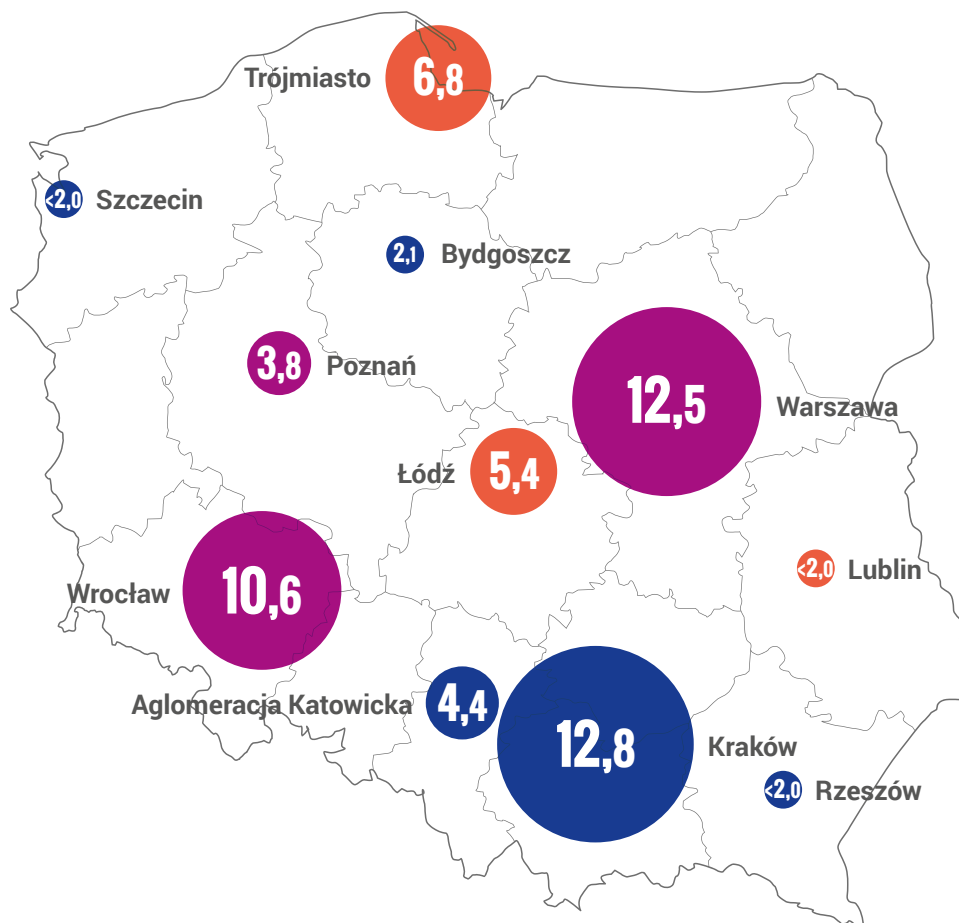 Trójmiasto 6,8
<2,0 Szczecin
2,1 Bydgoszcz
3,8 Poznań
12,5 Warszawa
Łódź 5,4
<2,0 Lublin
Wrocław 10,6
Aglomeracja Katowicka 4,4
12,8 Kraków
<2,0 Rzeszów